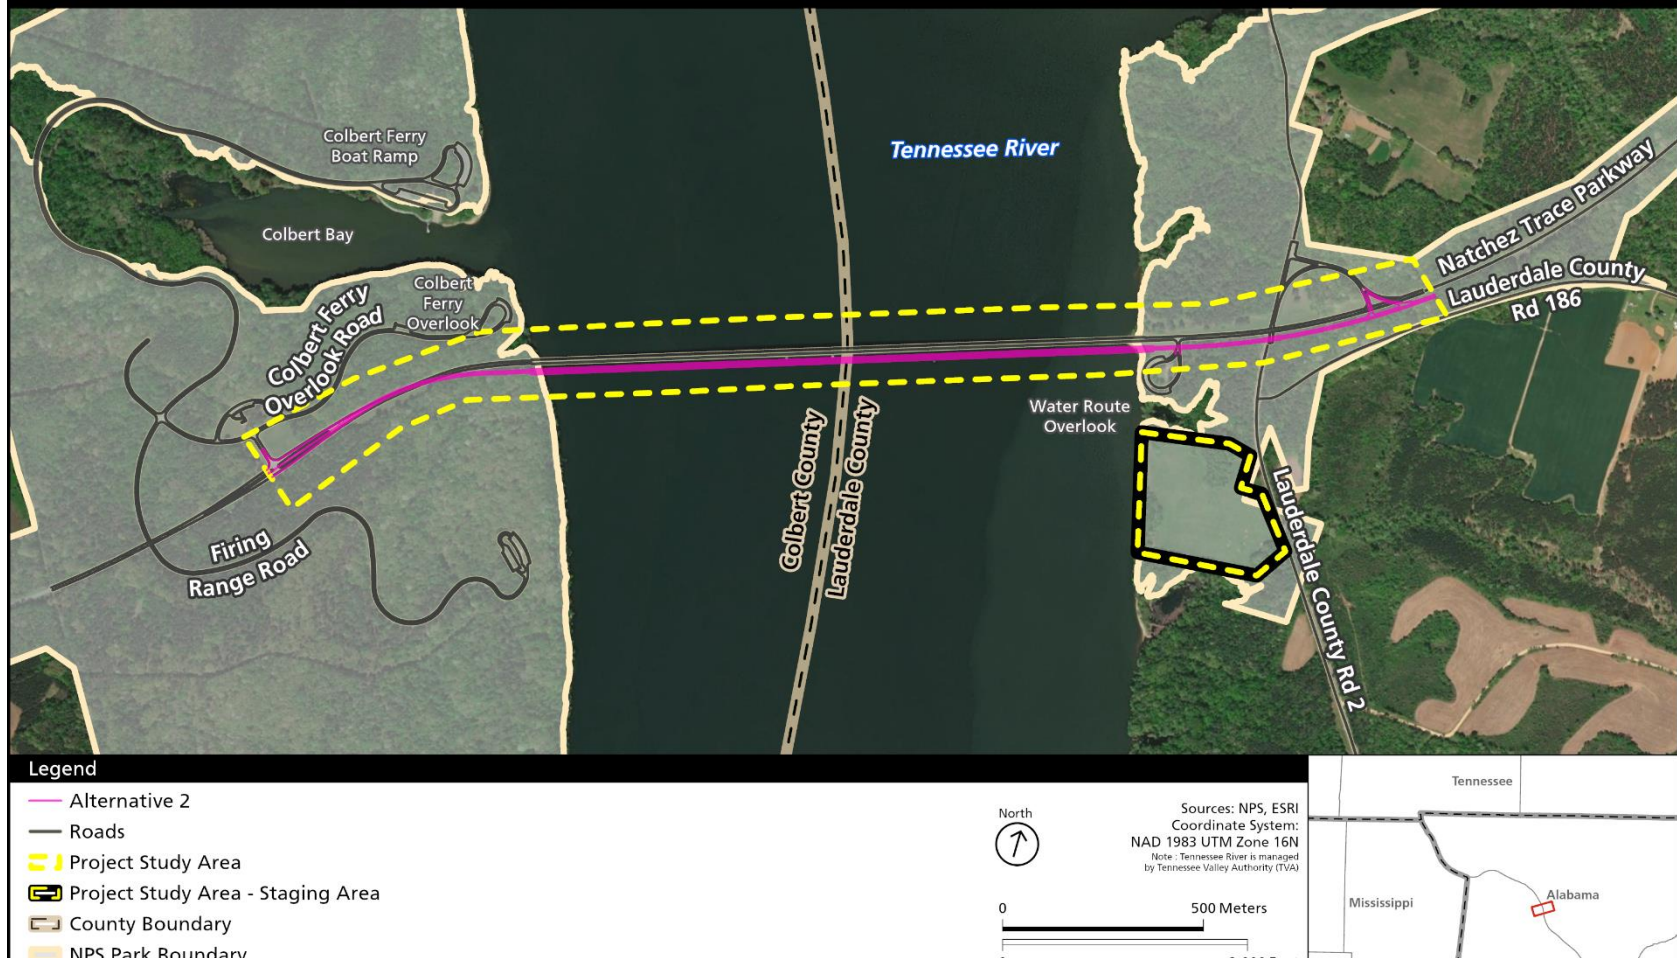 Colbert Ferry
Boat Ramp
Tennessee River
Colbert Bay
Natchez Trace Parkway
Lauderdale County
Rd 186
Colbert
Ferry
Overlook
Colbert Ferry
Overlook Road
Water Route
Overlook
Colbert County
Lauderdale County
Firing
Range Road
Lauderdale County Rd 2
Legend
Alternative 2
Roads
Project Study Area
Project Study Area - Staging Area
County Boundary
NPS Park Boundary
North
Sources: NPS, ESRI
Coordinate System:
NAD 1983 UTM Zone 16N
Note : Tennessee River is managed
by Tennessee Valley Authority (TVA)
0 500 Meters
Tennessee
Mississippi
Alabama